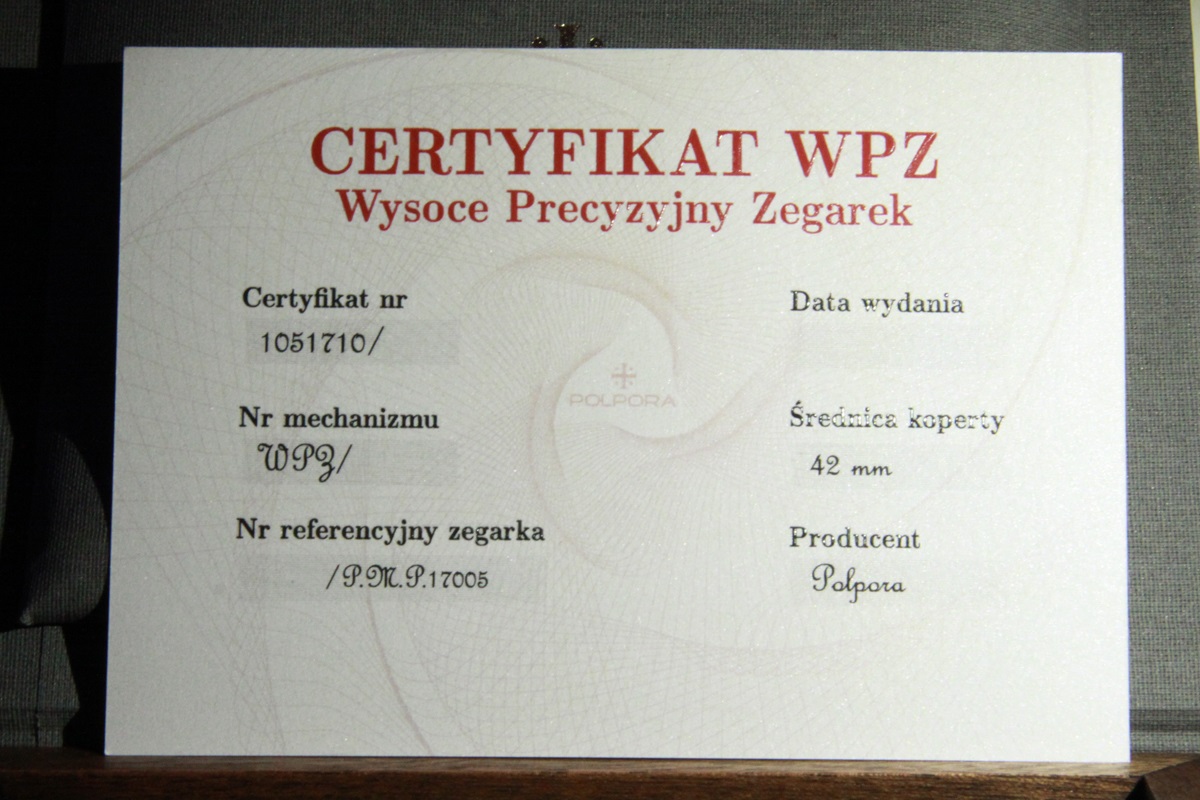 CERTYFIKAT WPZ
Wysoce Precyzyjny Zegarek
Certyfikat nr
1051710/
Data wydania
POLPORA
Nr mechanizmu
WPZ/
Średnica koperty
42 mm
Nr referencyjny zegarka
/P.M.P.17005
Producent
Polpora